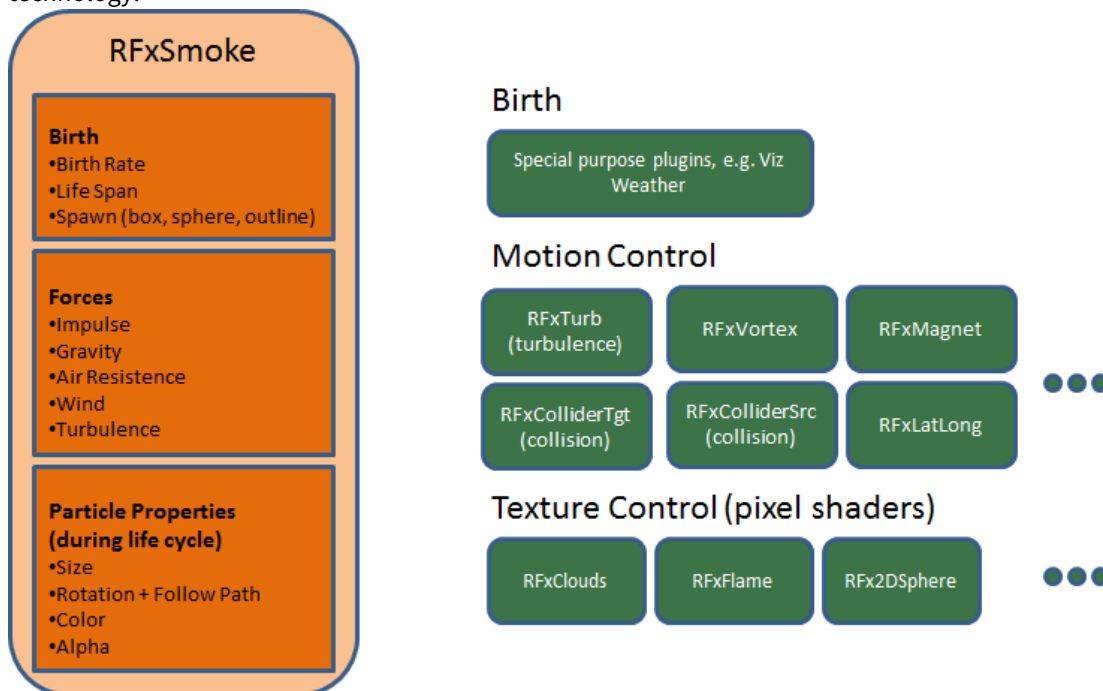 technology.
RFxSmoke
Birth
•Birth Rate
•Life Span
•Spawn (box, sphere, outline)
Forces
•Impulse
•Gravity
•Air Resistence
•Wind
•Turbulence
Particle Properties
(during life cycle)
•Size
•Rotation + Follow Path
•Color
•Alpha
Birth
Special purpose plugins, e.g. Viz
Weather
Motion Control
RFxTurb
(turbulence)
RFxVortex
RFxMagnet
RFxColliderTgt
(collision)
RFxColliderSrc
(collision)
RFxLatLong
Texture Control (pixel shaders)
RFxClouds
RFxFlame
RFx2DSphere